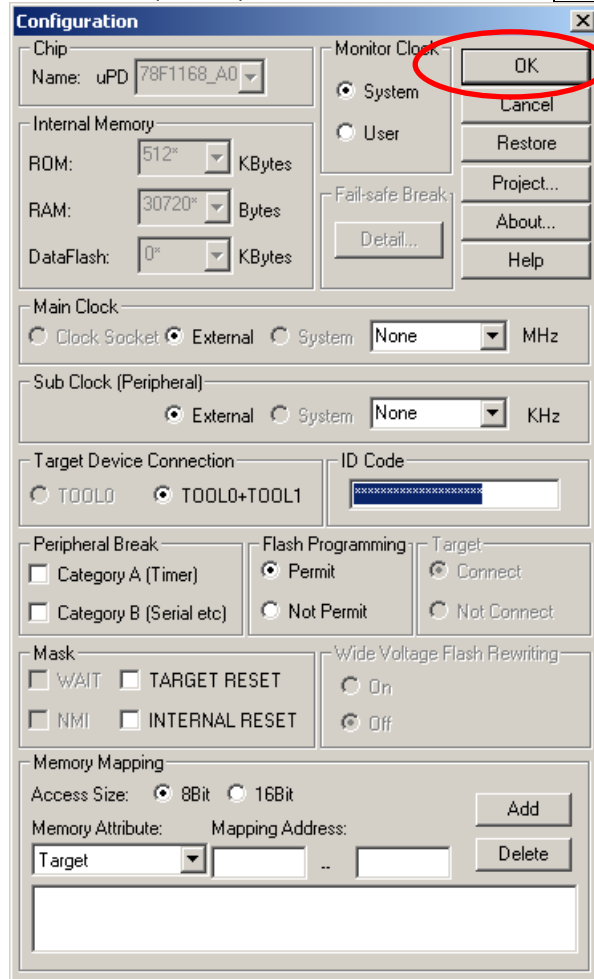 Configuration
Chip
Name: uPD 78F1168_A0
Monitor Clock
System
User
OK
Cancel
Restore
Project...
About...
Help
Internal Memory
ROM: 512* KBytes
RAM: 30720* Bytes
DataFlash: 0* KBytes
Fail-safe Break
Detail...
Main Clock
Clock Socket External System None MHz
Sub Clock (Peripheral)
External System None KHz
Target Device Connection
TOOL0 TOOL0+TOOL1
ID Code
********************
Peripheral Break
Category A (Timer)
Category B (Serial etc)
Flash Programming
Permit
Not Permit
Target
Connect
Not Connect
Mask
WAIT TARGET RESET
NMI INTERNAL RESET
Wide Voltage Flash Rewriting
On
Off
Memory Mapping
Access Size: 8Bit 16Bit
Add
Memory Attribute: Mapping Address:
Target ..
Delete